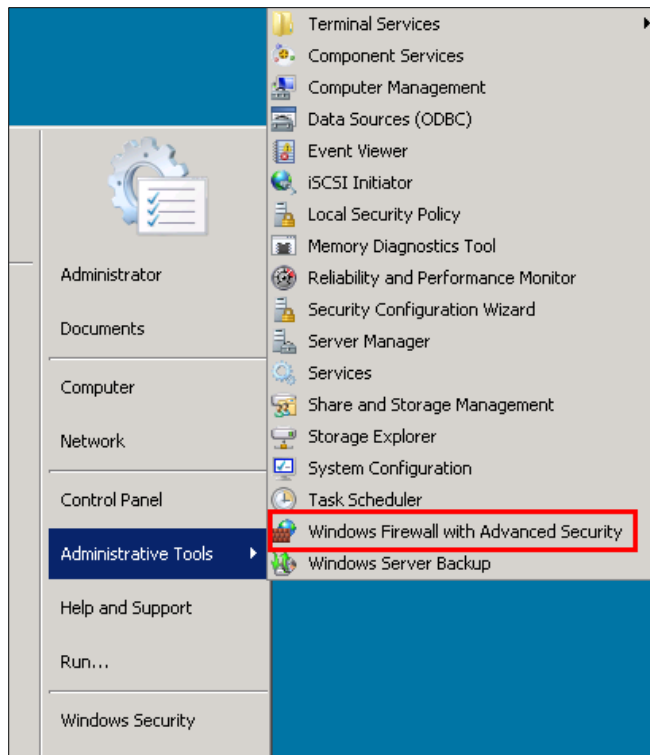 Terminal Services
Component Services
Computer Management
Data Sources (ODBC)
Event Viewer
iSCSI Initiator
Local Security Policy
Memory Diagnostics Tool
Reliability and Performance Monitor
Security Configuration Wizard
Server Manager
Services
Share and Storage Management
Storage Explorer
System Configuration
Task Scheduler
Windows Firewall with Advanced Security
Windows Server Backup
Administrator
Documents
Computer
Network
Control Panel
Administrative Tools
Help and Support
Run...
Windows Security